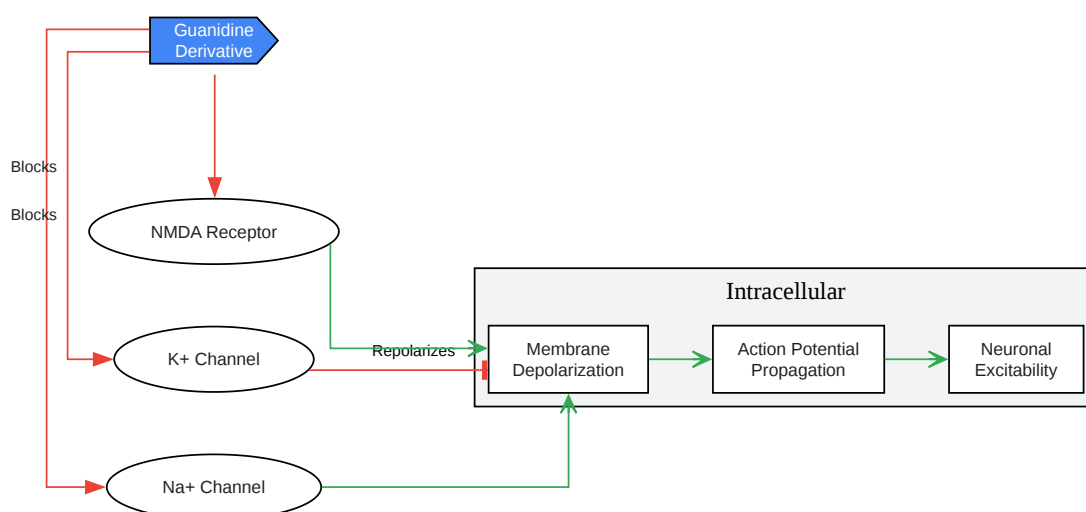 Guanidine
Derivative
Blocks
Blocks
NMDA Receptor
Intracellular
K+ Channel
Repolarizes
Membrane
Depolarization
Action Potential
Propagation
Neuronal
Excitability
Na+ Channel